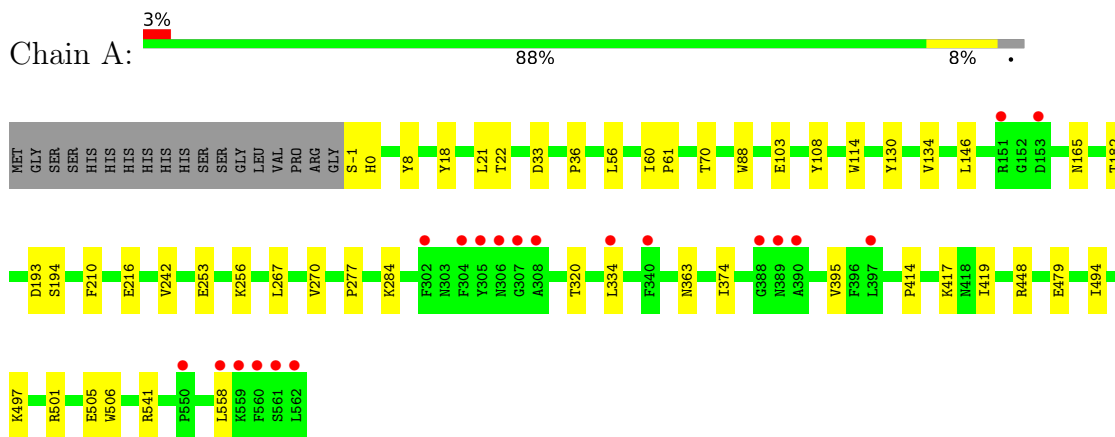 3%
Chain A:
88% 8% •
MET GLY SER SER HIS HIS HIS HIS HIS HIS SER SER GLY LEU VAL PRO ARG GLY S-1 H0 Y8 Y18 L21 T22 D33 P36 L56 I60 P61 T70 W88 E103 Y108 W114 Y130 V134 L146 R151 G152 D153 N165 T182
D193 S194 F210 E216 V242 E253 K256 L267 V270 P277 K284 F302 N303 F304 Y305 N306 G307 A308 T320 L334 F340 N363 I374 G388 N389 A390 V395 F396 L397 P414 K417 N418 I419 R448 E479 I494
K497 R501 E505 W506 R541 P550 L558 K559 F560 S561 L562